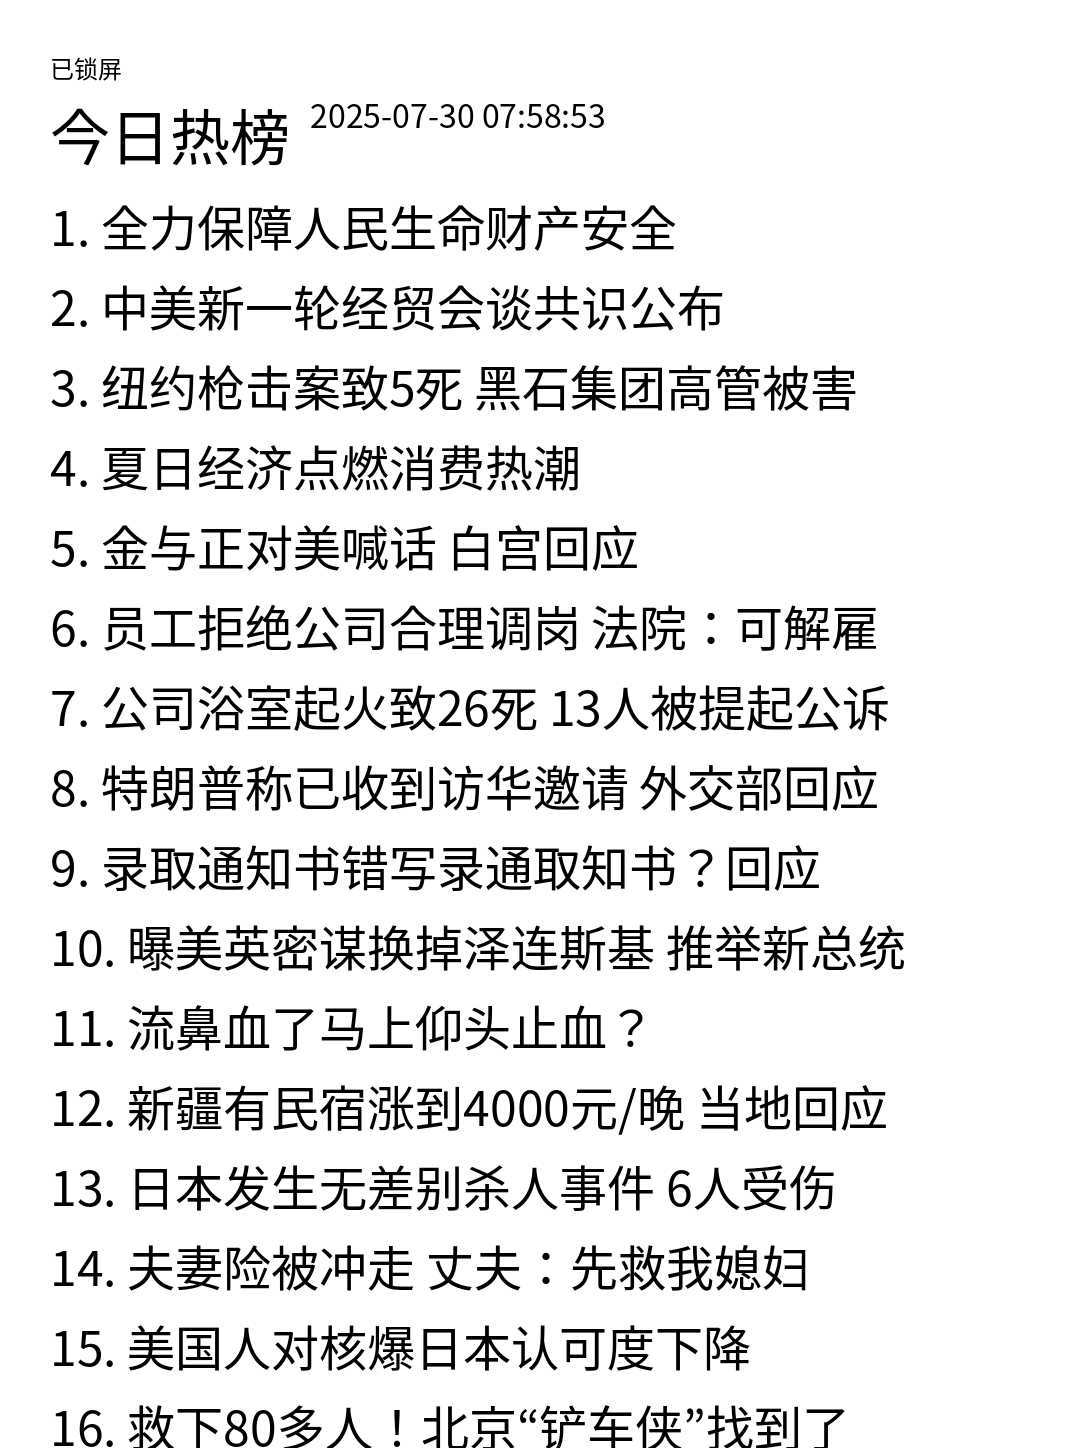 已锁屏
今日热榜 2025-07-30 07:58:53
1. 全力保障人民生命财产安全
2. 中美新一轮经贸会谈共识公布
3. 纽约枪击案致5死 黑石集团高管被害
4. 夏日经济点燃消费热潮
5. 金与正对美喊话 白宫回应
6. 员工拒绝公司合理调岗 法院：可解雇
7. 公司浴室起火致26死 13人被提起公诉
8. 特朗普称已收到访华邀请 外交部回应
9. 录取通知书错写录通取知书？回应
10. 曝美英密谋换掉泽连斯基 推举新总统
11. 流鼻血了马上仰头止血？
12. 新疆有民宿涨到4000元/晚 当地回应
13. 日本发生无差别杀人事件 6人受伤
14. 夫妻险被冲走 丈夫：先救我媳妇
15. 美国人对核爆日本认可度下降
16. 救下80多人！北京“铲车侠”找到了